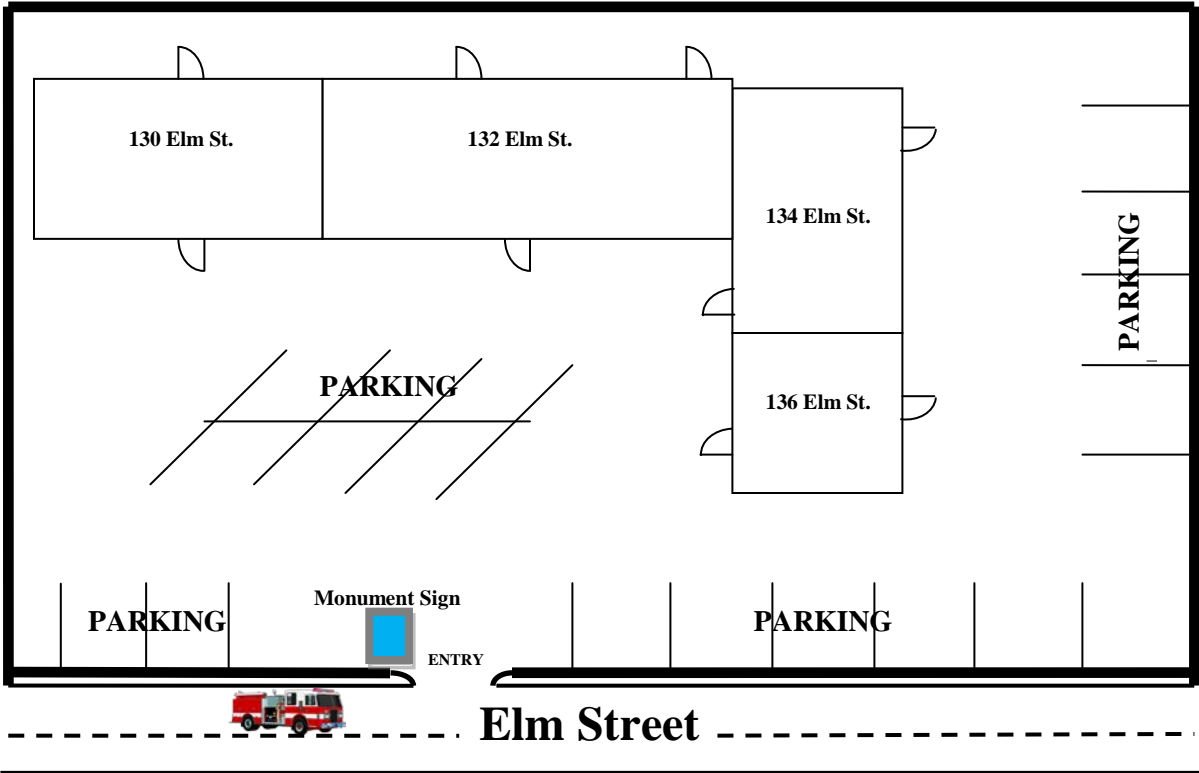 130 Elm St.
132 Elm St.
134 Elm St.
PARKING
PARKING
136 Elm St.
Monument Sign
PARKING
PARKING
ENTRY
Elm Street